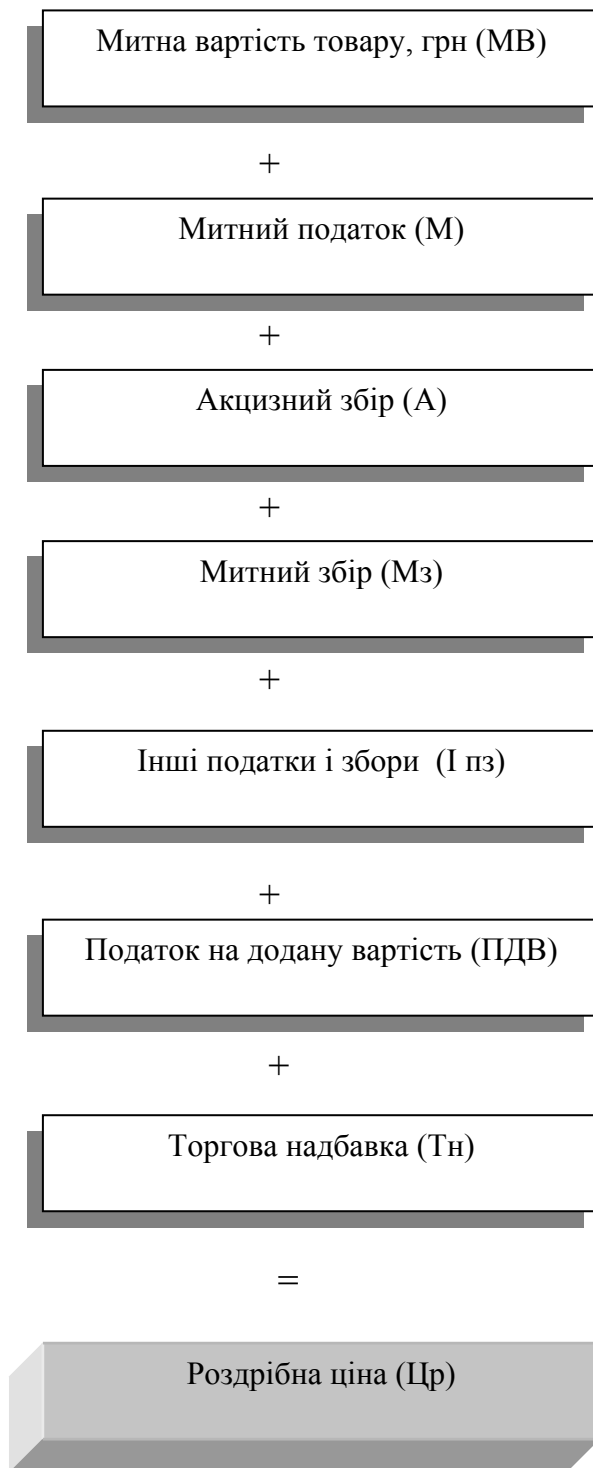 Митна вартість товару, грн (МВ)
+
Митний податок (М)
+
Акцизний збір (А)
+
Митний збір (Мз)
+
Інші податки і збори (І пз)
+
Податок на додану вартість (ПДВ)
+
Торгова надбавка (Тн)
=
Роздрібна ціна (Цр)